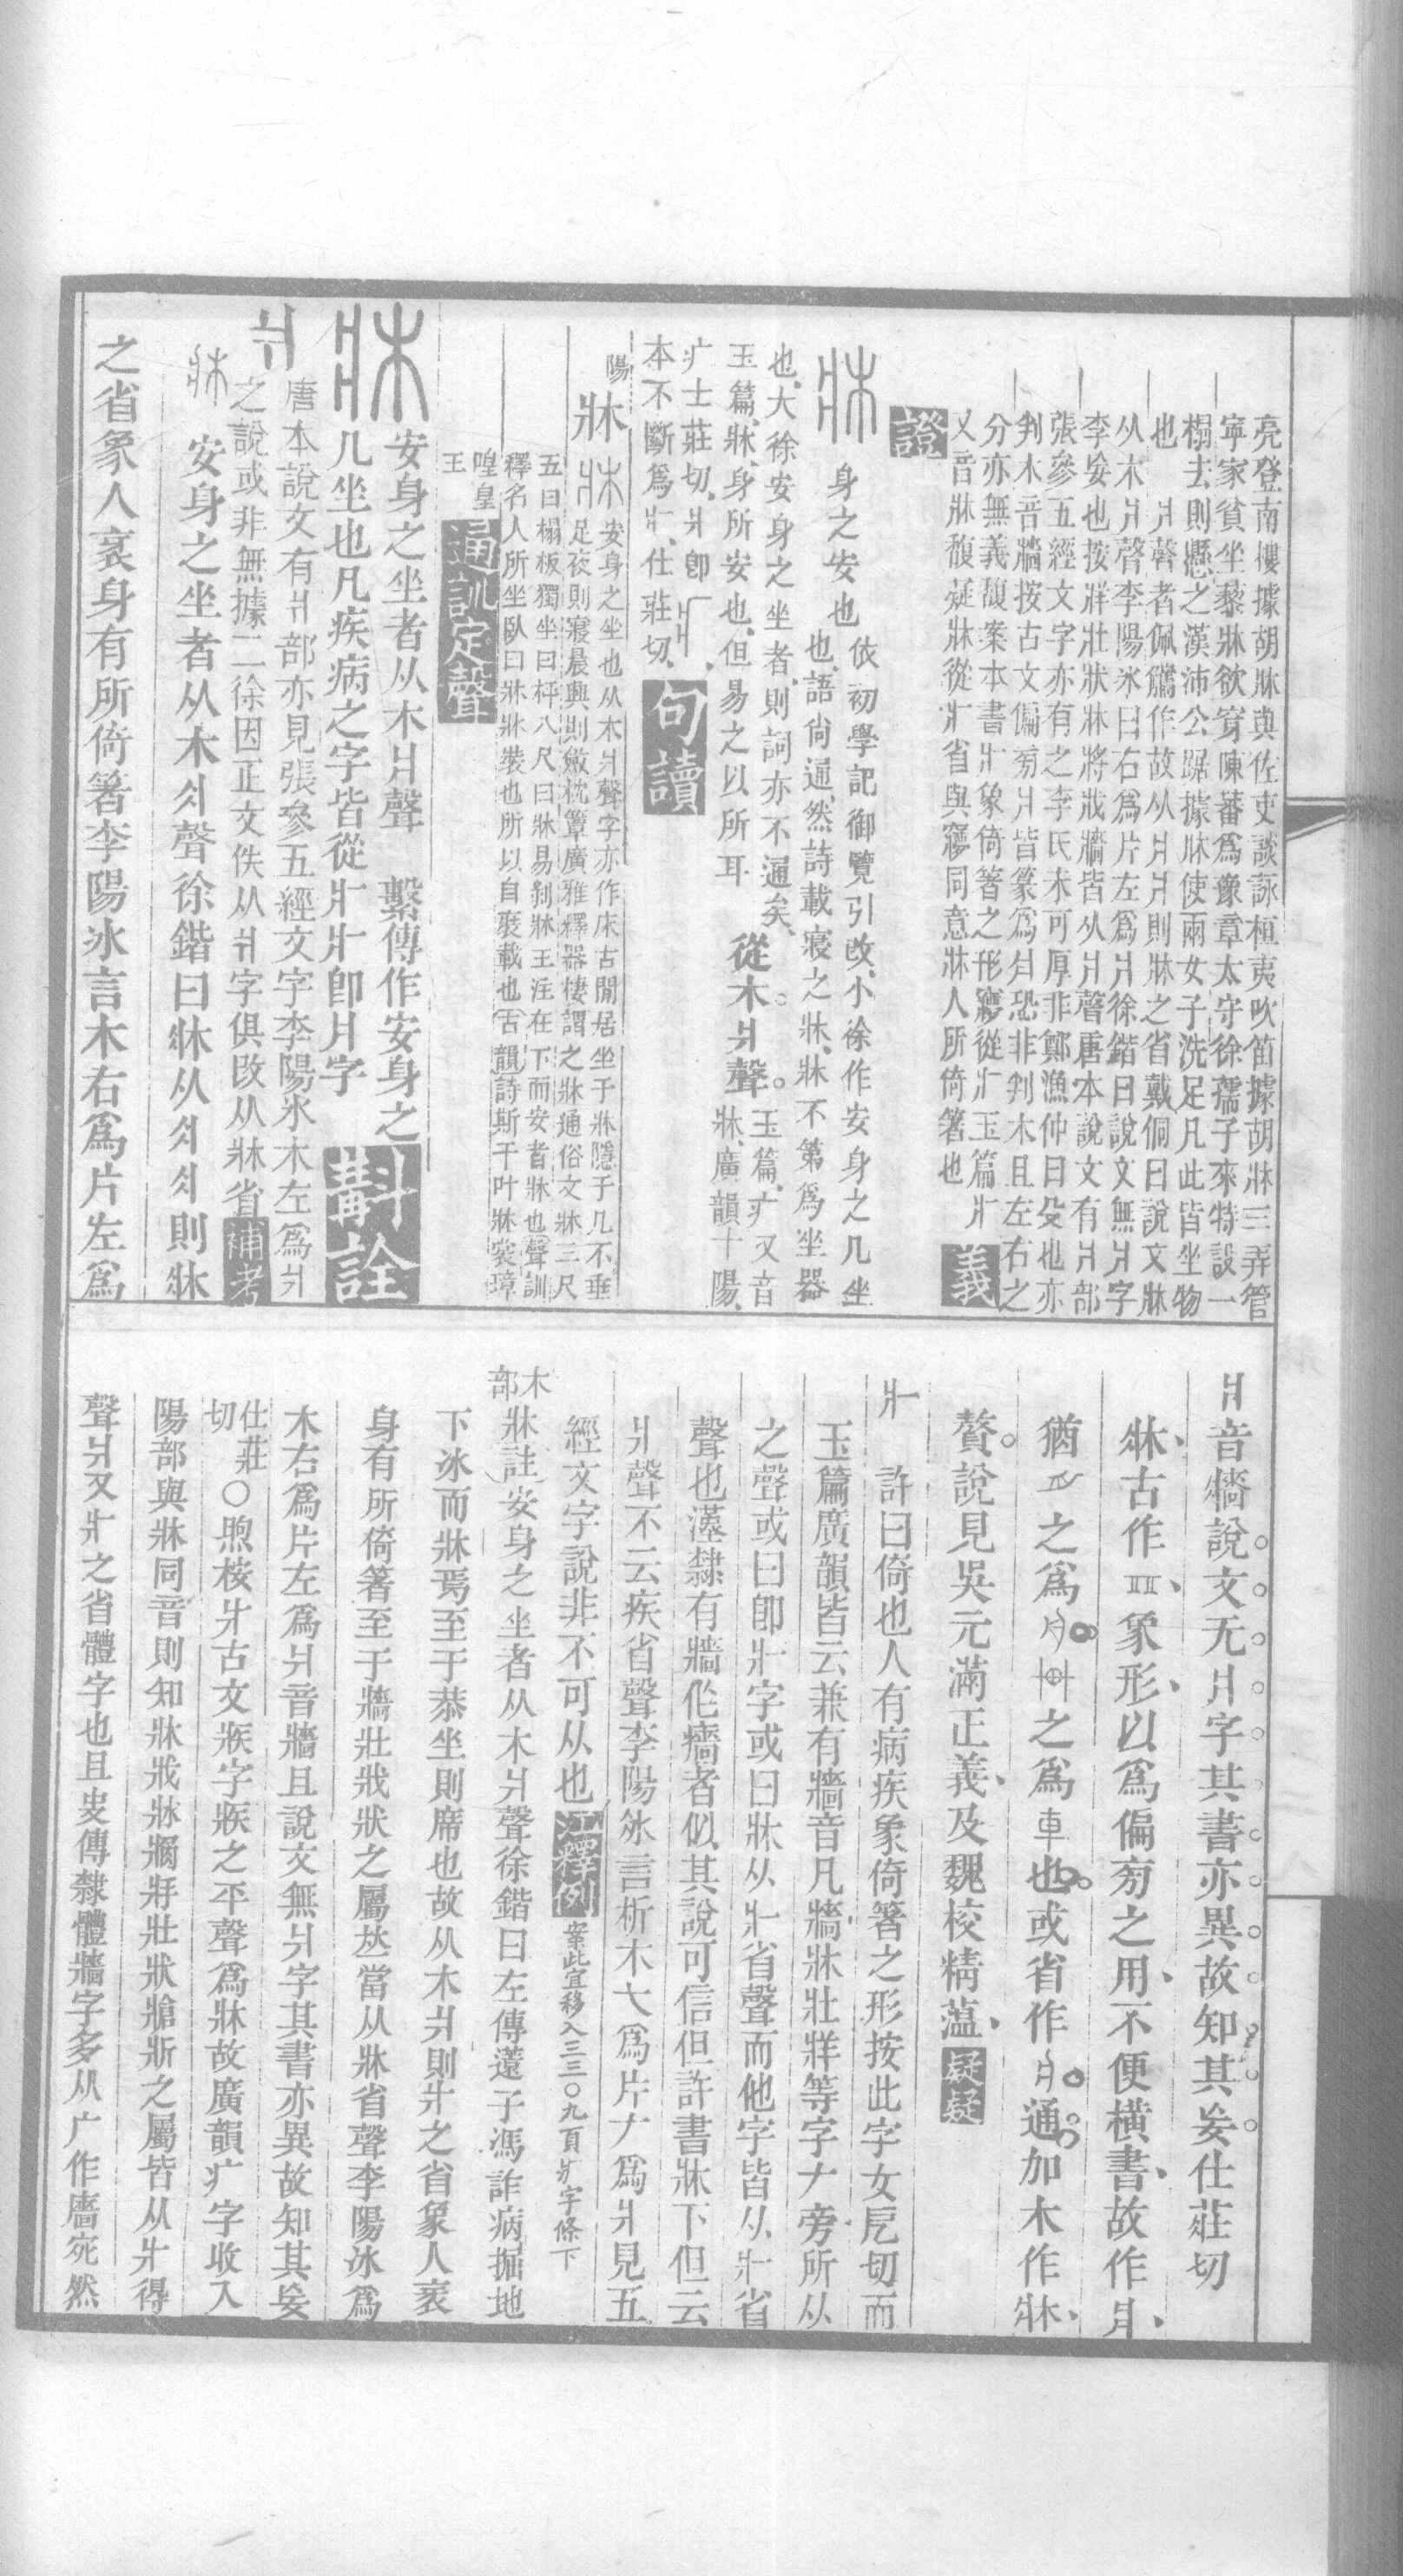 亮登南樓據胡牀與佐吏談詠桓夷吹笛據胡牀三弄管
寧家貧坐藜牀欲穿陳蕃為豫章太守徐孺子來特設一
榻去則懸之漢沛公踞據牀使兩女子洗足凡此皆坐物
也爿聲者佩觿作故从爿爿則牀之省戴侗曰說文牀
从木爿聲李陽冰曰右為片左為爿徐鍇曰說文無爿字
李妄也按牂壯狀牀將戕牆皆从爿聲唐本說文有爿部
張參五經文字亦有之李氏未可厚非鄭漁仲曰殳也亦
判木音牆按古文偏旁爿皆篆為爿恐非判木且左右之
分亦無義馥案本書疒象倚箸之形㝱從疒玉篇疒
又音牀馥疑牀從疒省與㝱同意牀人所倚箸也
義
證
牀 身之安也
依初學記御覽引改小徐作安身之几坐
也語尚通然詩載寢之牀牀不第為坐器
也大徐安身之坐者則詞亦不通矣
玉篇牀身所安也但易之以所耳
從木爿聲
玉篇疒又音
牀廣韻十陽
疒士莊切爿卽
本不斷為疒仕莊切
句讀
陽
牀 牀
安身之坐也从木爿聲字亦作床古閒居坐于牀隱于几不垂
足夜則寢晨興則斂枕簟廣雅釋器棲謂之牀通俗文牀三尺
五曰榻板獨坐曰枰八尺曰牀易剝牀王注在下而安者牀也聲訓
釋名人所坐臥曰牀牀裝也所以自裝載也古韻詩斯干叶牀裳璋
喤皇
王
通訓定聲
牀安身之坐者从木爿聲 繫傳作安身之
几坐也凡疾病之字皆從疒疒卽爿字
斠詮
爿唐本說文有爿部亦見張參五經文字李陽冰木左為爿
之說或非無據二徐因正文佚从爿字俱改从牀省
補考
牀 安身之坐者从木爿聲徐鍇曰牀从爿爿則牀
之省象人衺身有所倚箸李陽冰言木右爲片左爲
爿音牆說文无爿字其書亦異故知其妄仕莊切
牀古作 象形以爲偏旁之用不便橫書故作爿
猶 之爲 之爲車也或省作爿通加木作牀
贅說見吳元滿正義及魏校精蘊
疑疑
疒 許曰倚也人有病疾象倚箸之形按此字女戹切而
玉篇廣韻皆云兼有牆音凡牆牀壯牂等字𠂇旁所从
之聲或曰卽疒字或曰牀从疒省聲而他字皆从疒省
聲也漢隸有牆作廧者似其說可信但許書牀下但云
爿聲不云疾省聲李陽冰言析木㐄爲片𠂇爲爿見五
經文字說非不可从也
江釋例
案此宜移入三三〇九頁疒字條下
木部
牀註安身之坐者从木爿聲徐鍇曰左傳薳子馮詐病掘地
下冰而牀焉至于恭坐則席也故从木爿則爿之省象人衺
身有所倚箸至于牆壯戕狀之屬竝當从牀省聲李陽冰爲
木右爲片左爲爿音牆且說文無爿字其書亦異故知其妄
仕莊切〇煦桉爿古文疾字疾之平聲爲牀故廣韻疒字收入
陽部與牀同音則知牀戕牀牆將壯狀牄斨之屬皆从爿得
聲爿又疒之省體字也且史傳隸體牆字多从广作廧宛然